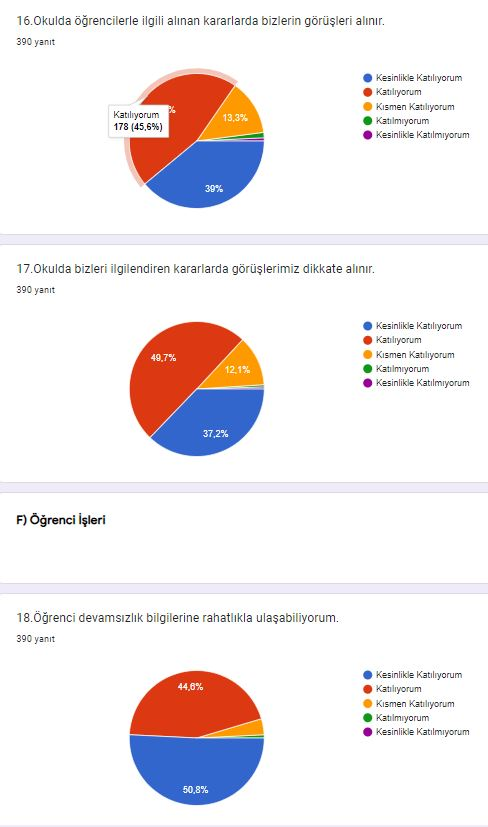 16.Okulda öğrencilerle ilgili alınan kararlarda bizlerin görüşleri alınır.
390 yanıt
Kesinlikle Katılıyorum
Katılıyorum
Kısmen Katılıyorum
Katılmıyorum
Kesinlikle Katılmıyorum
Katılıyorum
178 (45,6%)
%
13,3%
39%
17.Okulda bizleri ilgilendiren kararlarda görüşlerimiz dikkate alınır.
390 yanıt
Kesinlikle Katılıyorum
Katılıyorum
Kısmen Katılıyorum
Katılmıyorum
Kesinlikle Katılmıyorum
49,7%
12,1%
37,2%
F) Öğrenci İşleri
18.Öğrenci devamsızlık bilgilerine rahatlıkla ulaşabiliyorum.
390 yanıt
Kesinlikle Katılıyorum
Katılıyorum
Kısmen Katılıyorum
Katılmıyorum
Kesinlikle Katılmıyorum
44,6%
50,8%